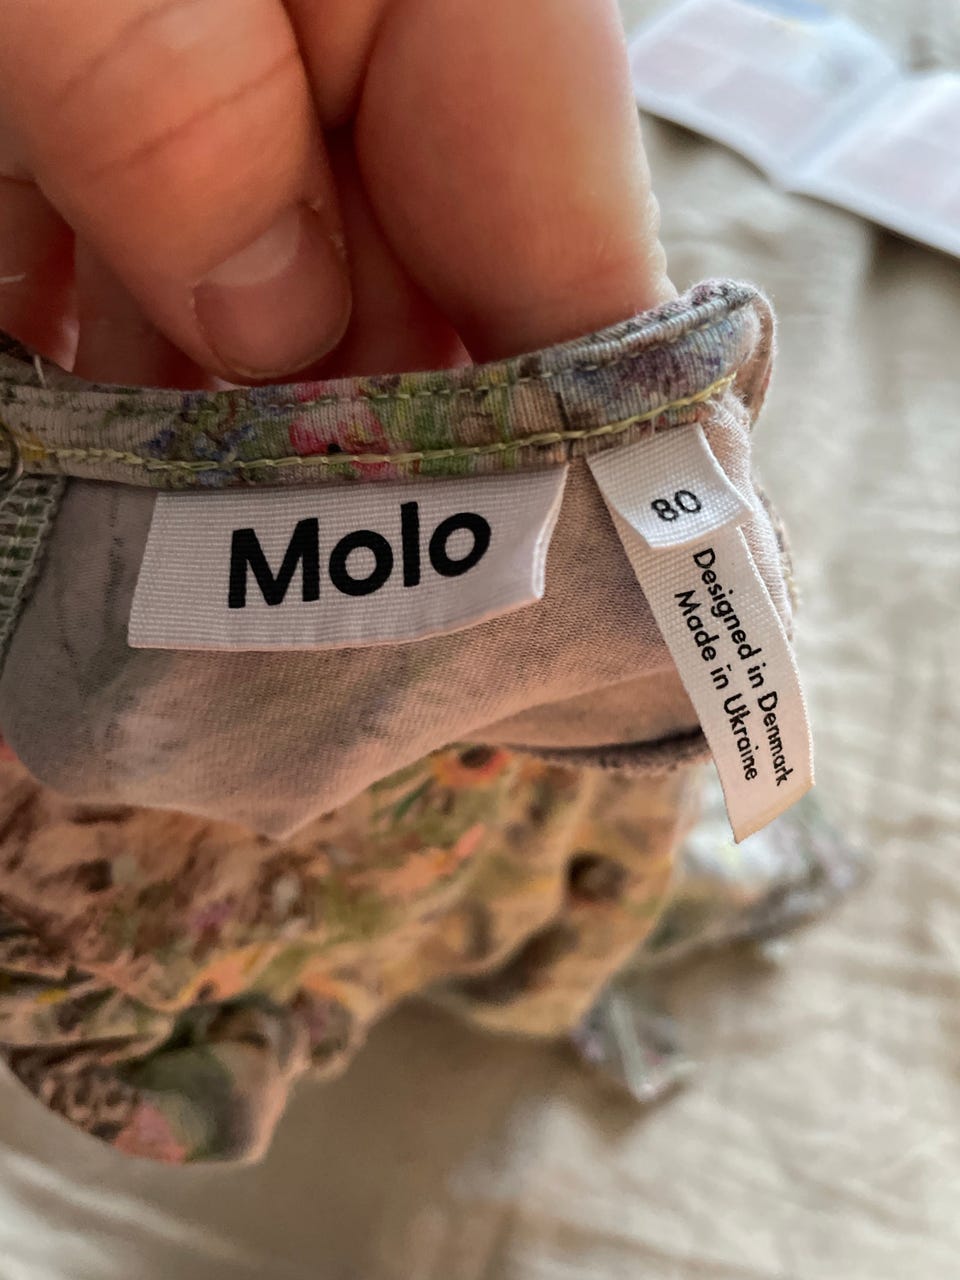 Molo
80
Designed in Denmark
Made in Ukraine